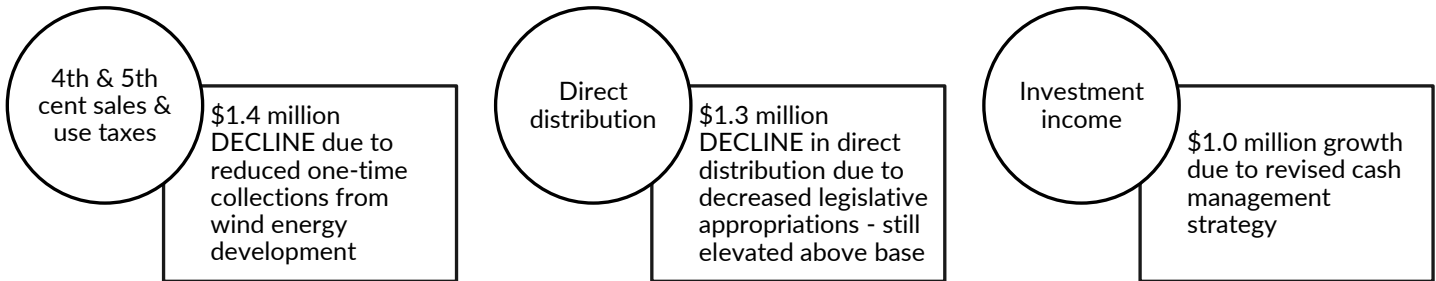 4th & 5th
cent sales &
use taxes
$1.4 million
DECLINE due to
reduced one-time
collections from
wind energy
development
Direct
distribution
$1.3 million
DECLINE in direct
distribution due to
decreased legislative
appropriations - still
elevated above base
Investment
income
$1.0 million growth
due to revised cash
management
strategy